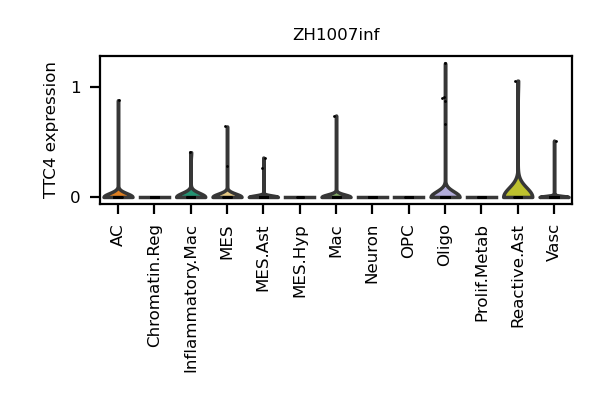 ZH1007inf
TTC4 expression
1
0
AC
Chromatin.Reg
Inflammatory.Mac
MES
MES.Ast
MES.Hyp
Mac
Neuron
OPC
Oligo
Prolif.Metab
Reactive.Ast
Vasc